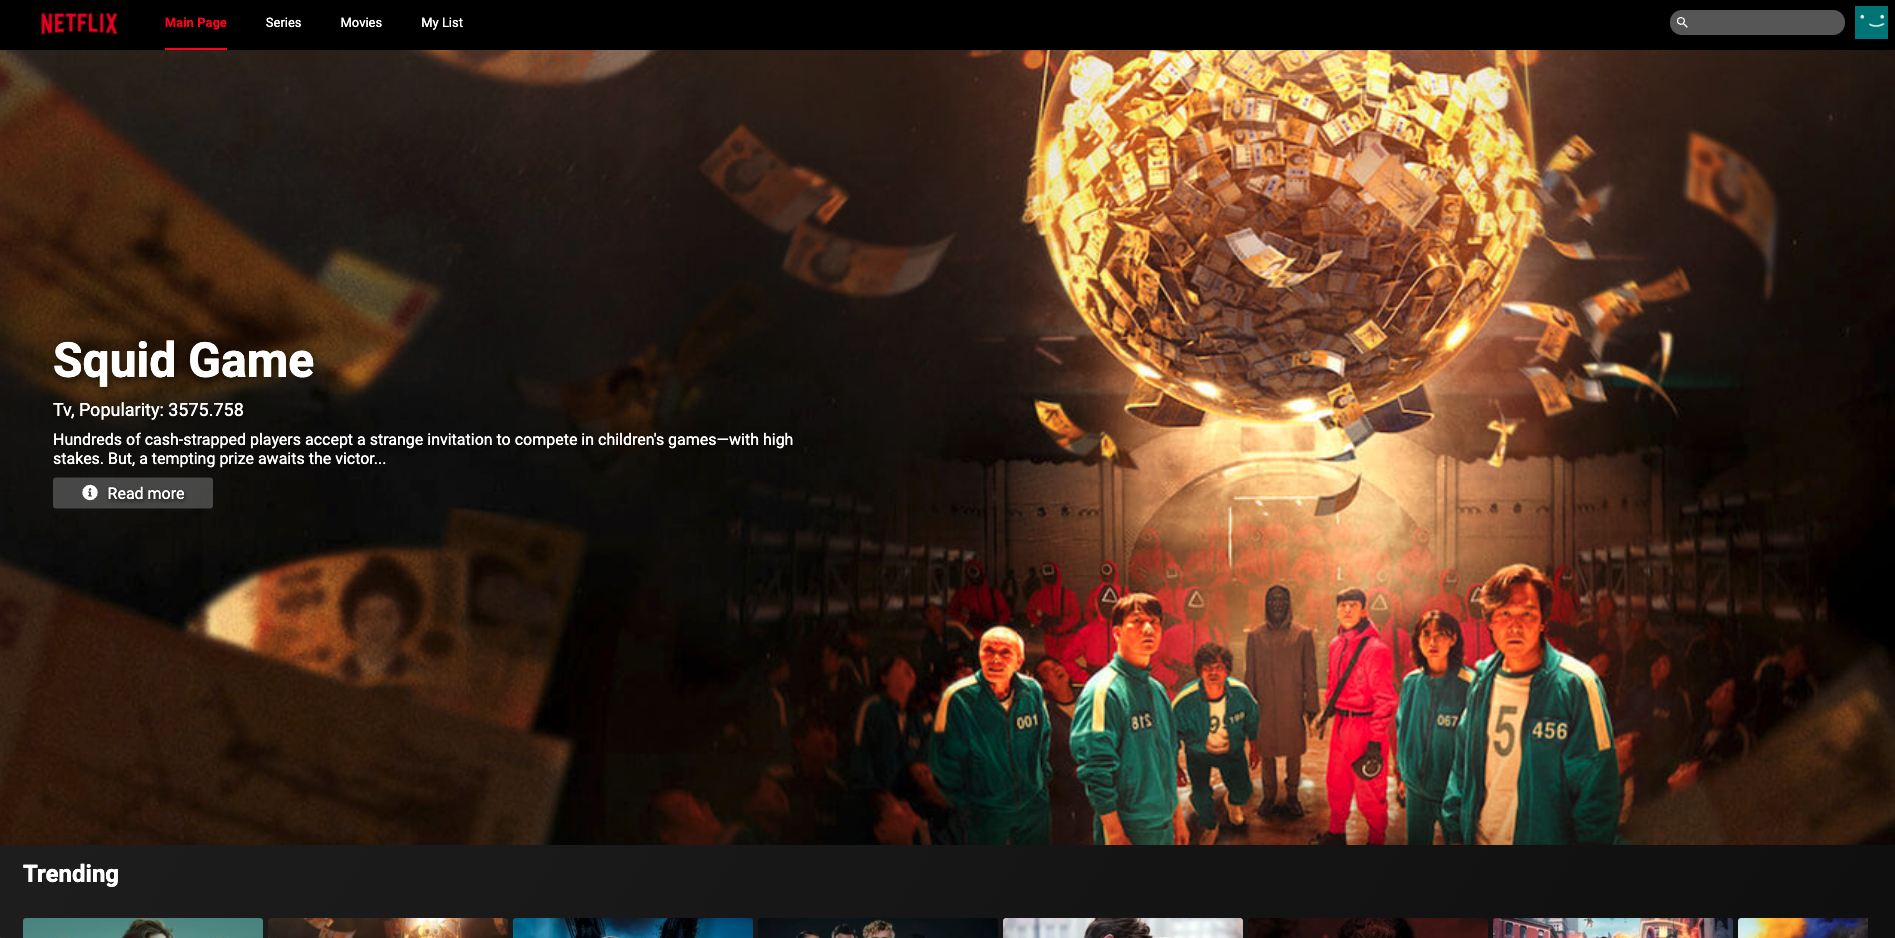 NETFLIX
Main Page
Series
Movies
My List
Squid Game
Tv, Popularity: 3575.758
Hundreds of cash-strapped players accept a strange invitation to compete in children's games—with high
stakes. But, a tempting prize awaits the victor...
Read more
001
067
5
456
Trending